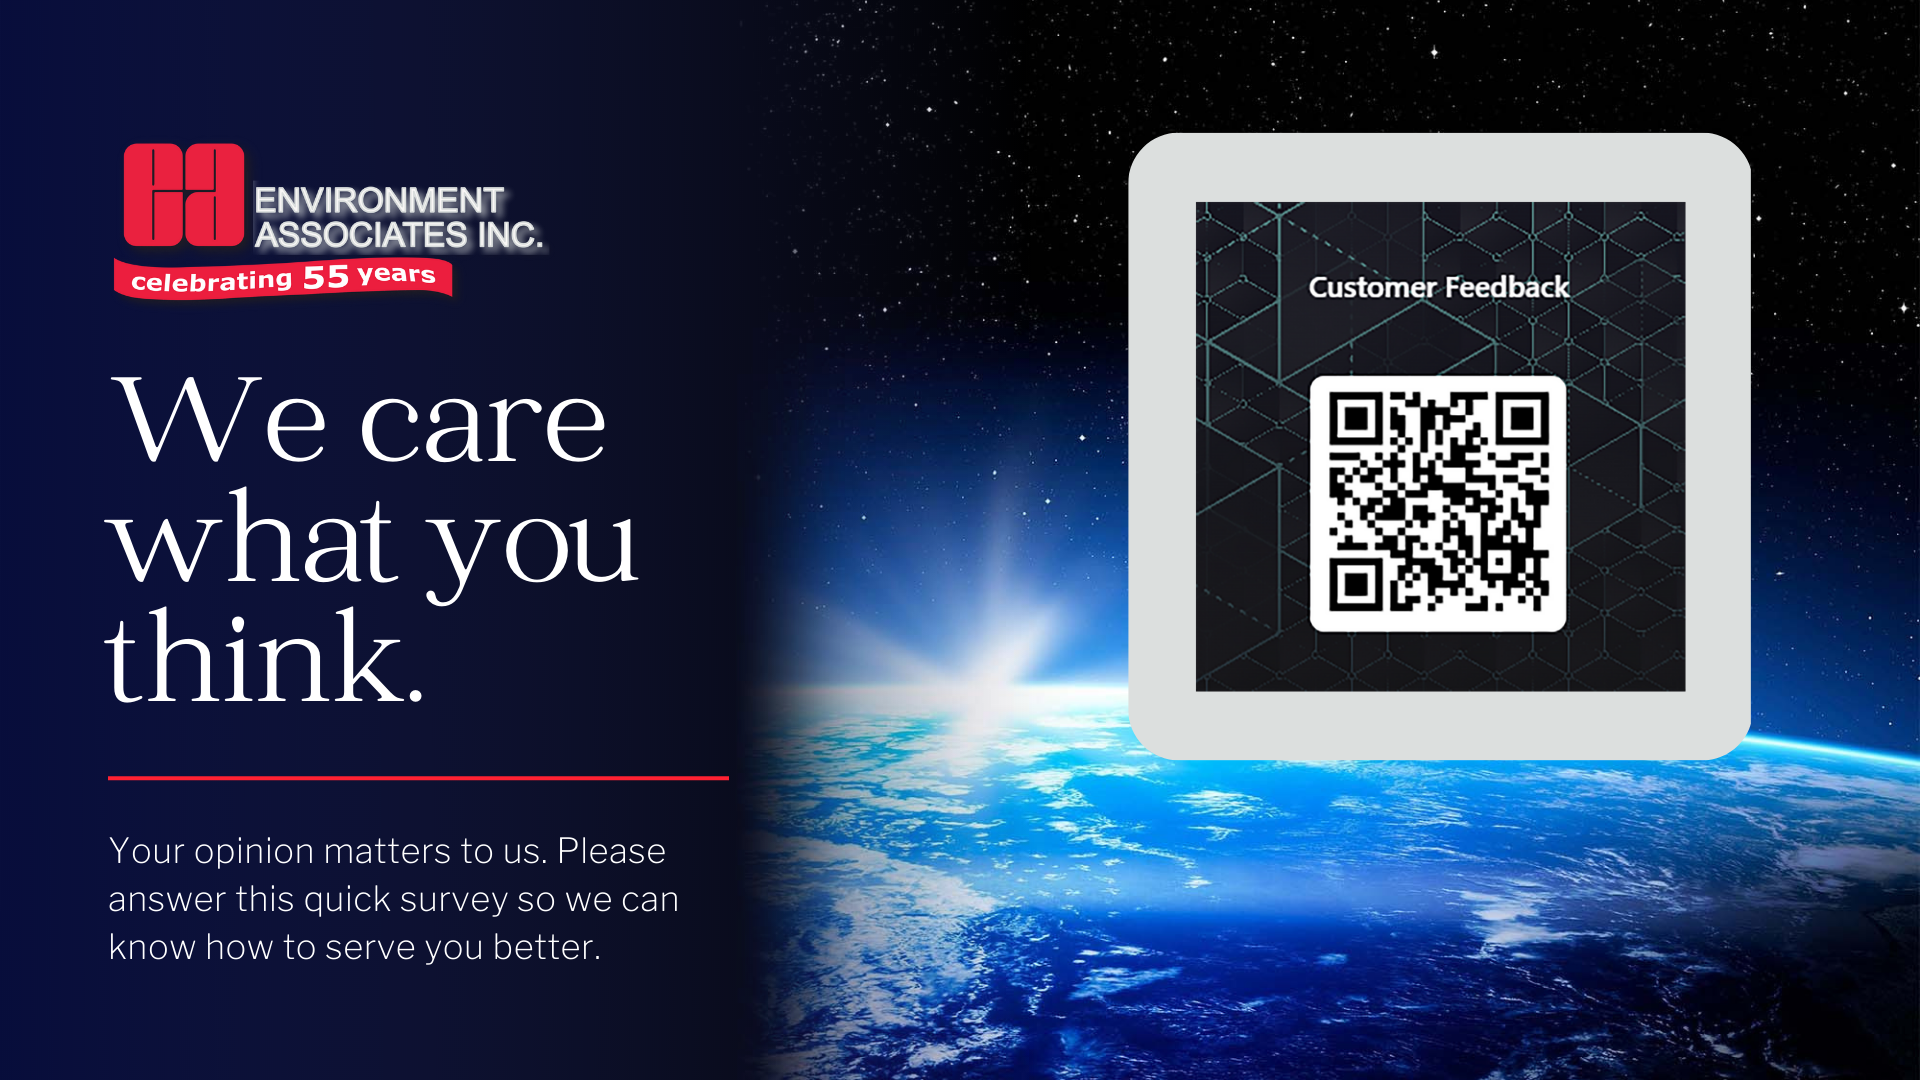 ENVIRONMENT
ASSOCIATES INC.
celebrating 55 years
We care
what you
think.
Your opinion matters to us. Please
answer this quick survey so we can
know how to serve you better.
Customer Feedback